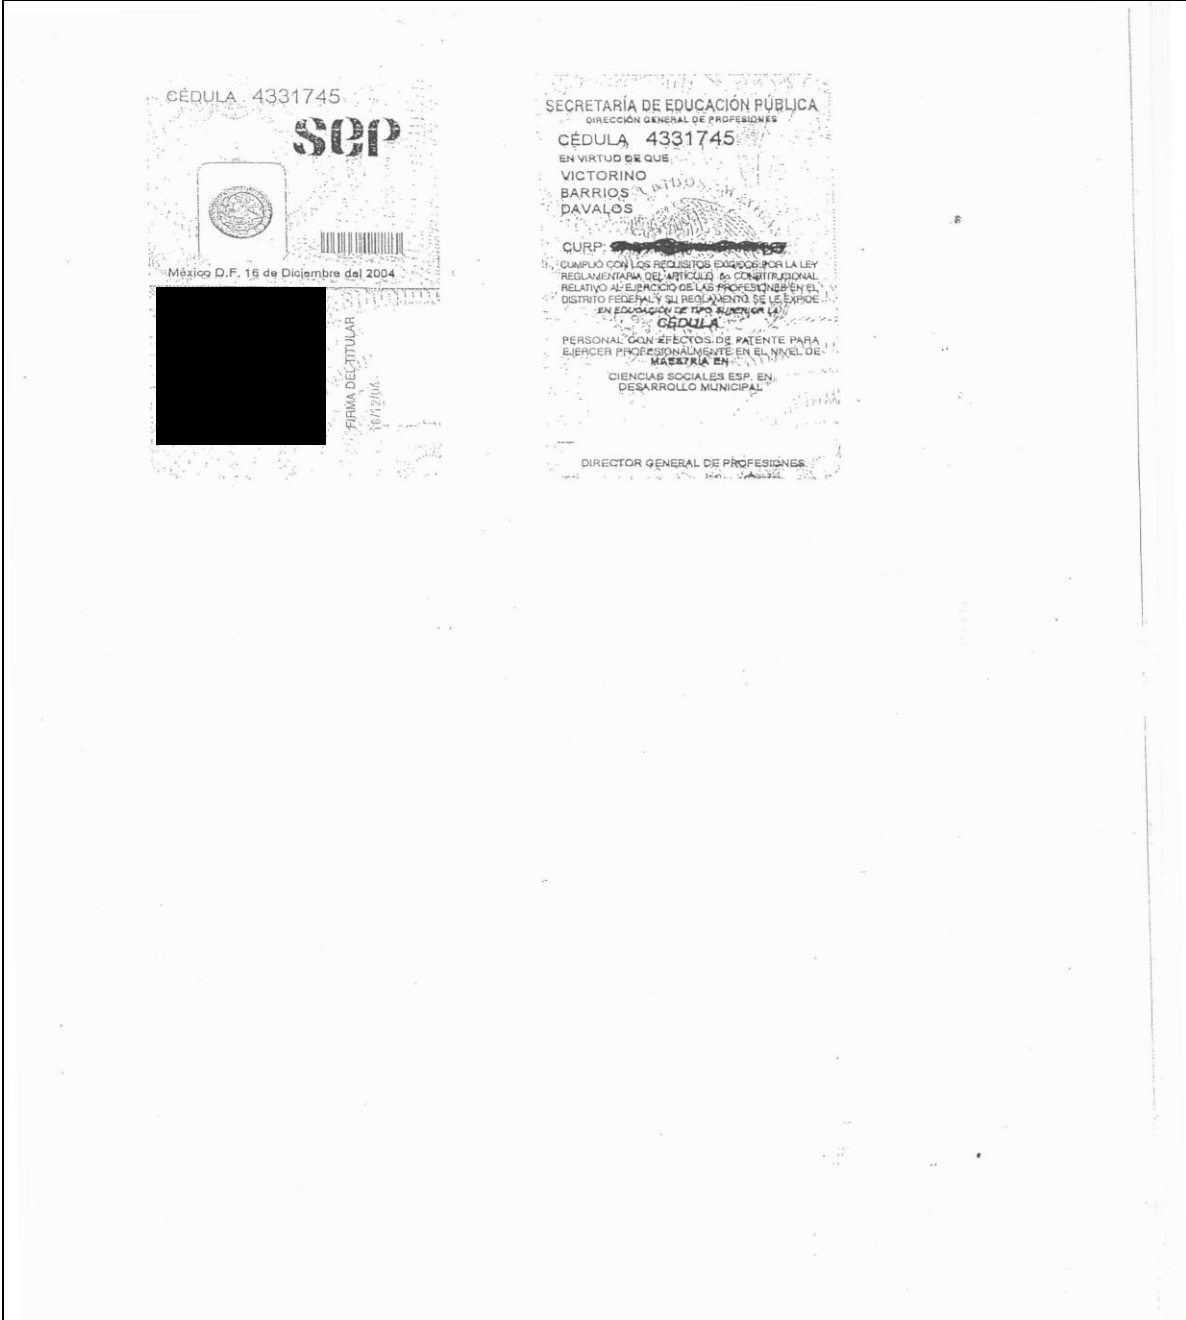 CÉDULA 4331745
SEP
México D.F. 16 de Diciembre del 2004
FIRMA DEL TITULAR
16/12/04
SECRETARÍA DE EDUCACIÓN PÚBLICA
DIRECCIÓN GENERAL DE PROFESIONES
CÉDULA 4331745
EN VIRTUD DE QUE
VICTORINO
BARRIOS
DAVALOS
CURP:
CUMPLIÓ CON LOS REQUISITOS EXIGIDOS POR LA LEY
REGLAMENTARIA DEL ARTÍCULO 5o CONSTITUCIONAL
RELATIVO AL EJERCICIO DE LAS PROFESIONES EN EL
DISTRITO FEDERAL Y SU REGLAMENTO SE LE EXPIDE
EN EDUCACIÓN DE TIPO SUPERIOR LA
CÉDULA
PERSONAL CON EFECTOS DE PATENTE PARA
EJERCER PROFESIONALMENTE EN EL NIVEL DE
MAESTRÍA EN
CIENCIAS SOCIALES ESP. EN
DESARROLLO MUNICIPAL
DIRECTOR GENERAL DE PROFESIONES